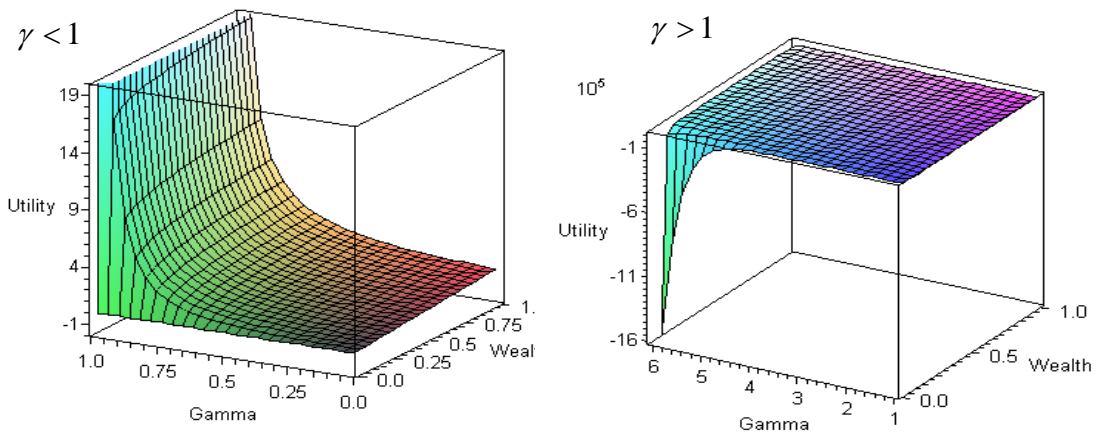 γ < 1
19
14
Utility 9
4
-1
1.0 0.75 0.5 0.25 0.0
Gamma
0.0 0.25 0.5 0.75 1.
Wealt
γ > 1
10⁵
-1
-6
Utility
-11
-16
6 5 4 3 2 1
Gamma
0.0 0.5 1.0
Wealth